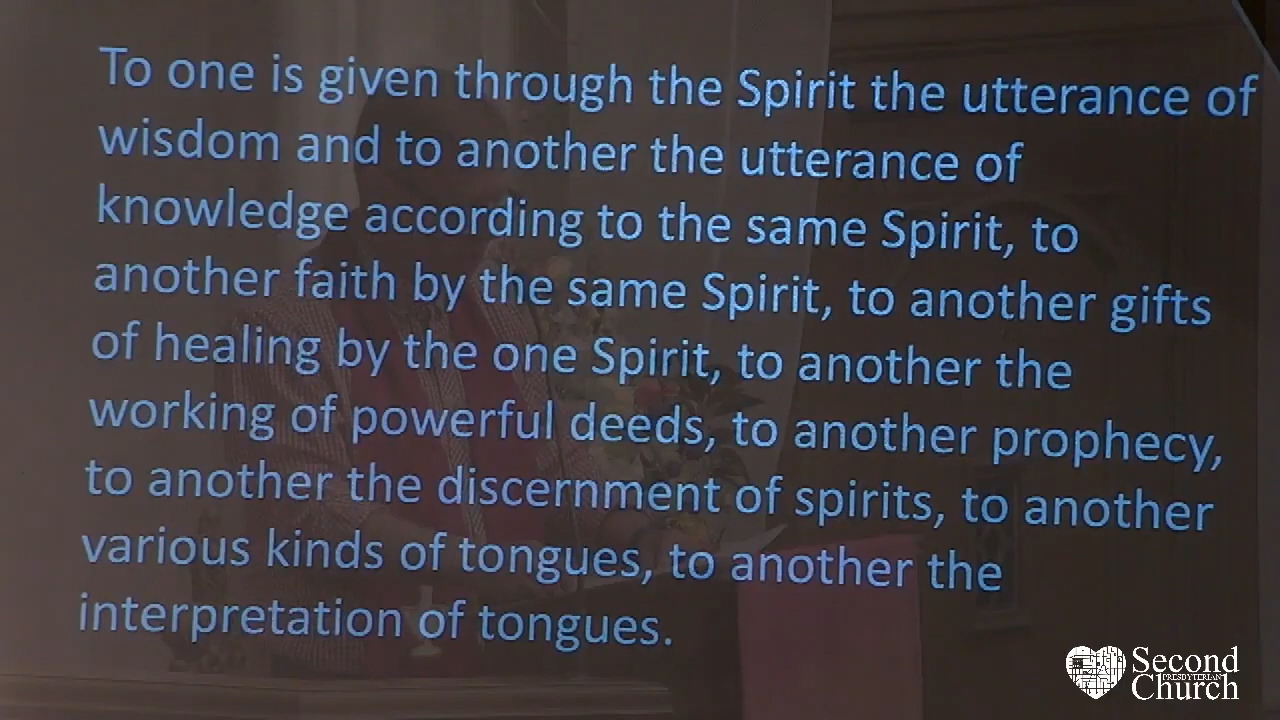 To one is given through the Spirit the utterance of
wisdom and to another the utterance of
knowledge according to the same Spirit, to
another faith by the same Spirit, to another gifts
of healing by the one Spirit, to another the
working of powerful deeds, to another prophecy,
to another the discernment of spirits, to another
various kinds of tongues, to another the
interpretation of tongues.
Second
PRESBYTERIAN
Church